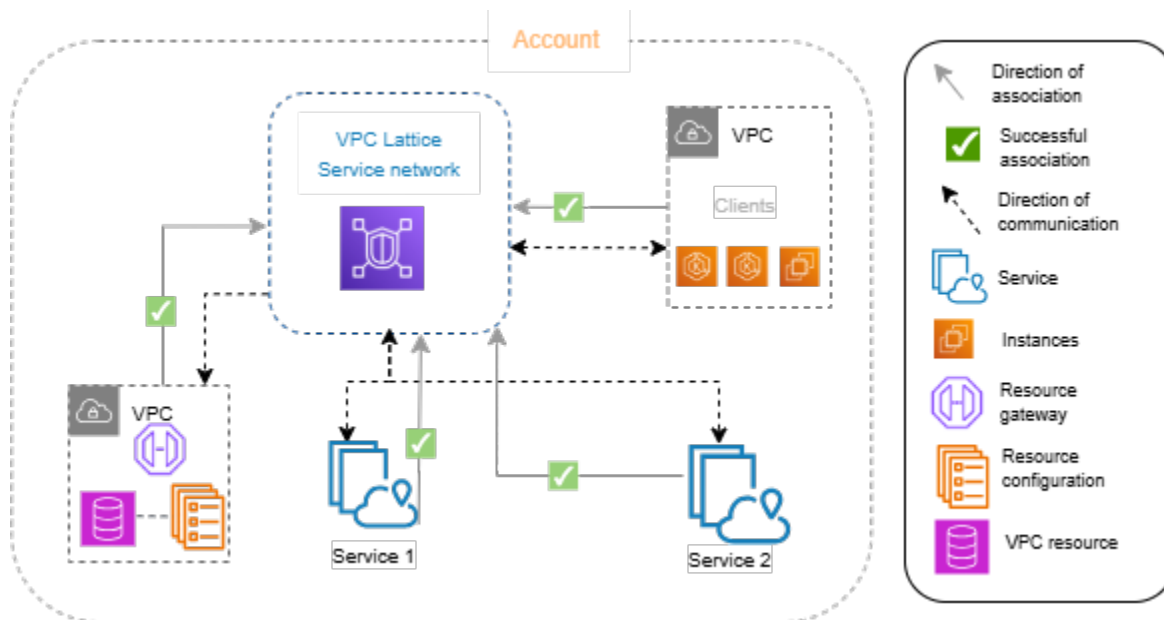 Account
VPC Lattice
Service network
VPC
Clients
VPC
Service 1
Service 2
Direction of
association
Successful
association
Direction of
communication
Service
Instances
Resource
gateway
Resource
configuration
VPC resource